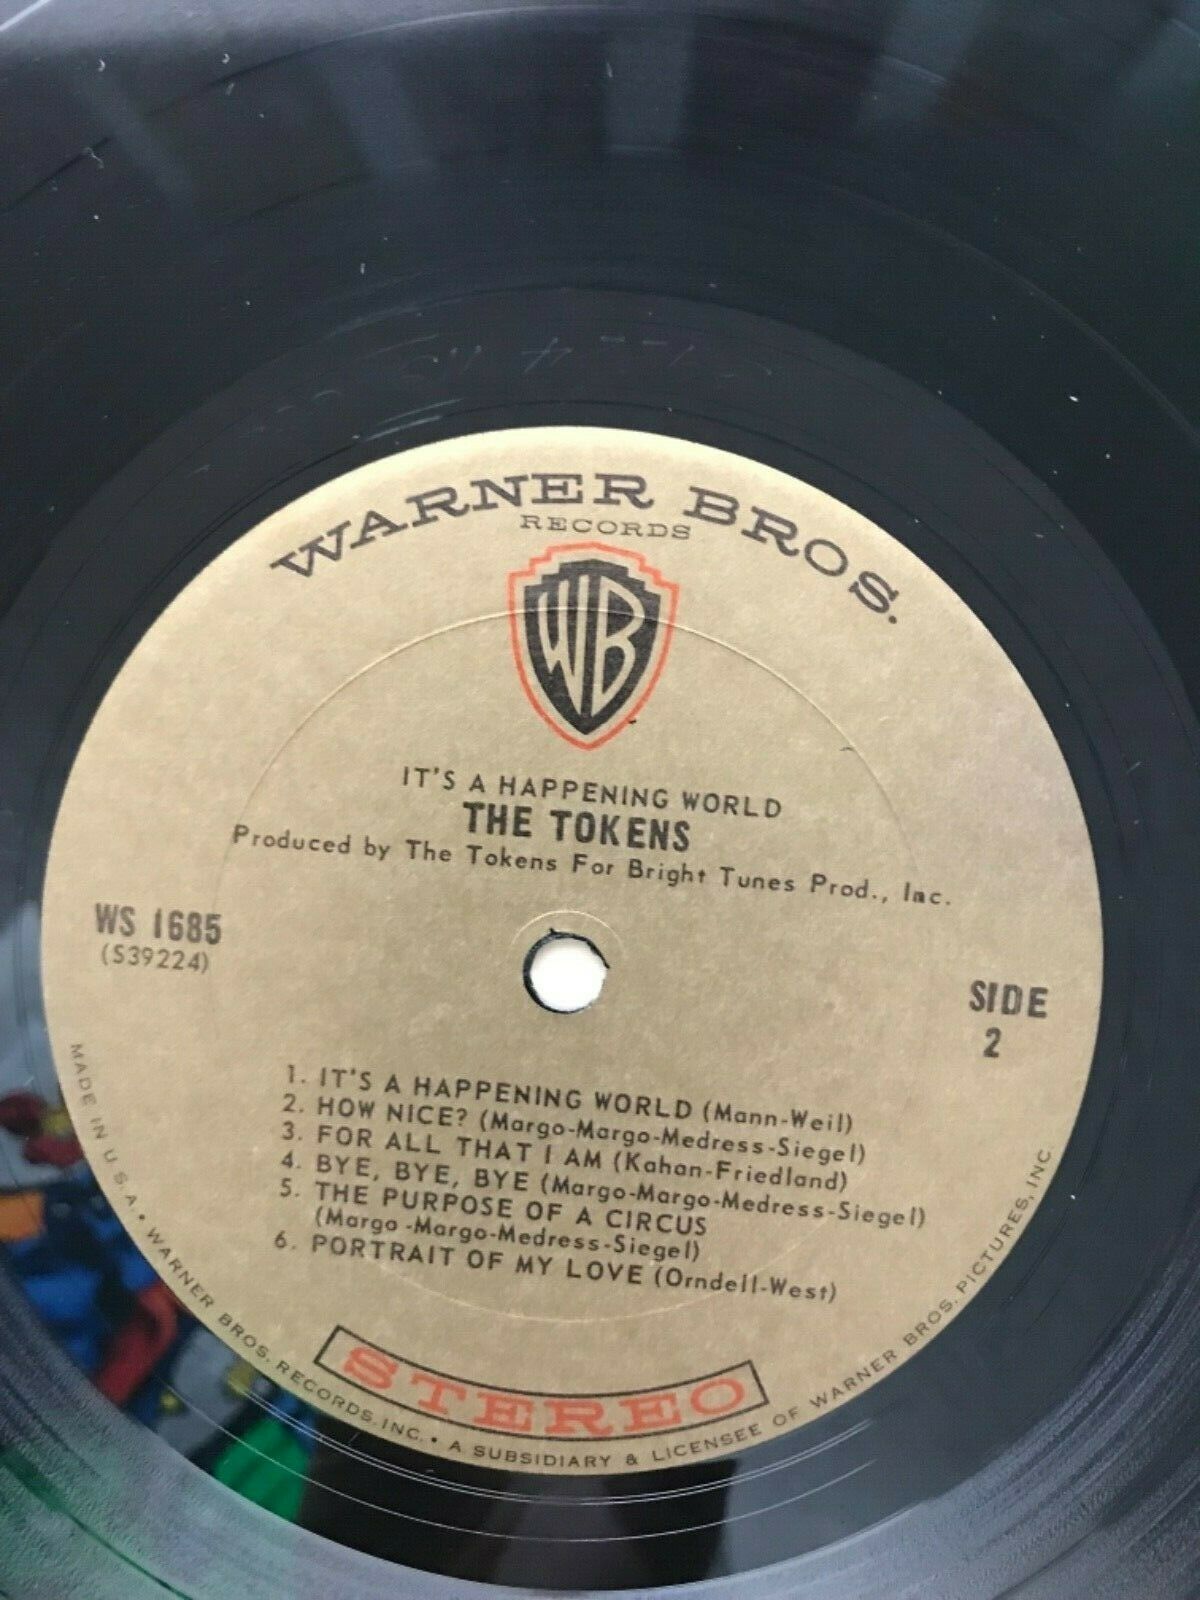 WARNER BROS.
RECORDS
WB
IT'S A HAPPENING WORLD
THE TOKENS
Produced by The Tokens For Bright Tunes Prod., Inc.
WS 1685
(S39224)
SIDE
2
1. IT'S A HAPPENING WORLD (Mann-Weil)
2. HOW NICE? (Margo-Margo-Medress-Siegel)
3. FOR ALL THAT I AM (Kahan-Friedland)
4. BYE, BYE, BYE (Margo-Margo-Medress-Siegel)
5. THE PURPOSE OF A CIRCUS
(Margo-Margo-Medress-Siegel)
6. PORTRAIT OF MY LOVE (Orndell-West)
STEREO
MADE IN U.S.A. • WARNER BROS. RECORDS, INC. • A SUBSIDIARY & LICENSEE OF WARNER BROS. PICTURES, INC.